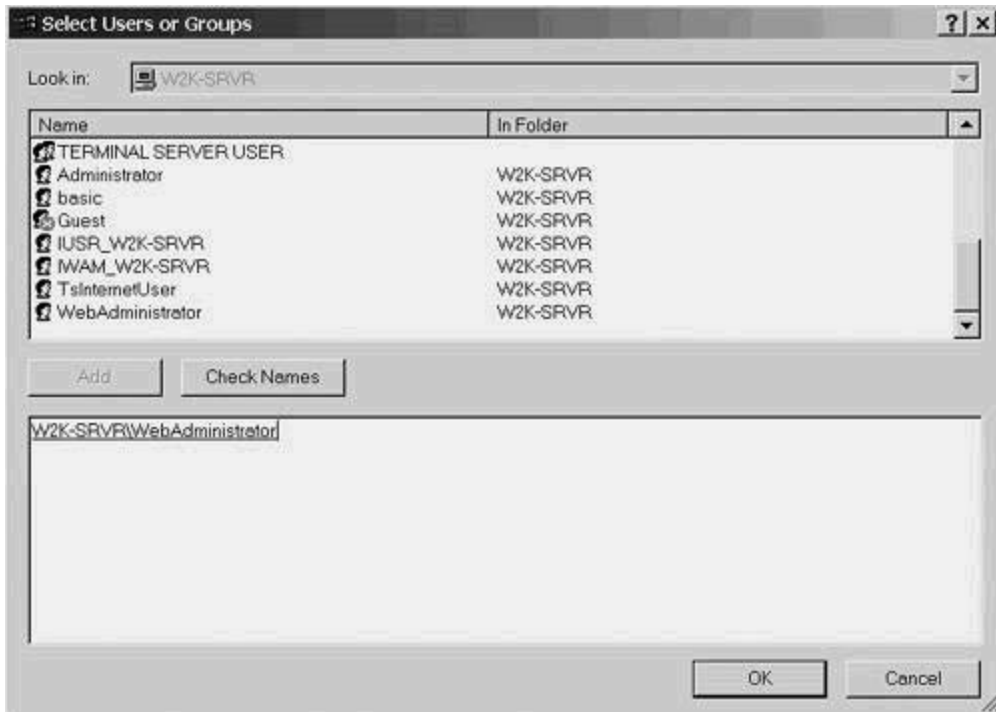 Select Users or Groups
Look in: W2K-SRVR
Name In Folder
TERMINAL SERVER USER
Administrator W2K-SRVR
basic W2K-SRVR
Guest W2K-SRVR
IUSR_W2K-SRVR W2K-SRVR
IWAM_W2K-SRVR W2K-SRVR
TsInternetUser W2K-SRVR
WebAdministrator W2K-SRVR
Add Check Names
W2K-SRVR\WebAdministrator
OK Cancel